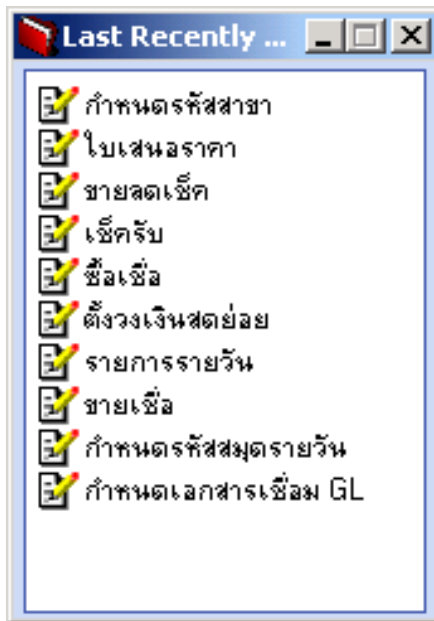 Last Recently ...
กำหนดรหัสสาขา
ใบเสนอราคา
ขายลดเช็ค
เช็ครับ
ซื้อเชื่อ
ตั้งวงเงินสดย่อย
รายการรายวัน
ขายเชื่อ
กำหนดรหัสสมุดรายวัน
กำหนดเอกสารเชื่อม GL